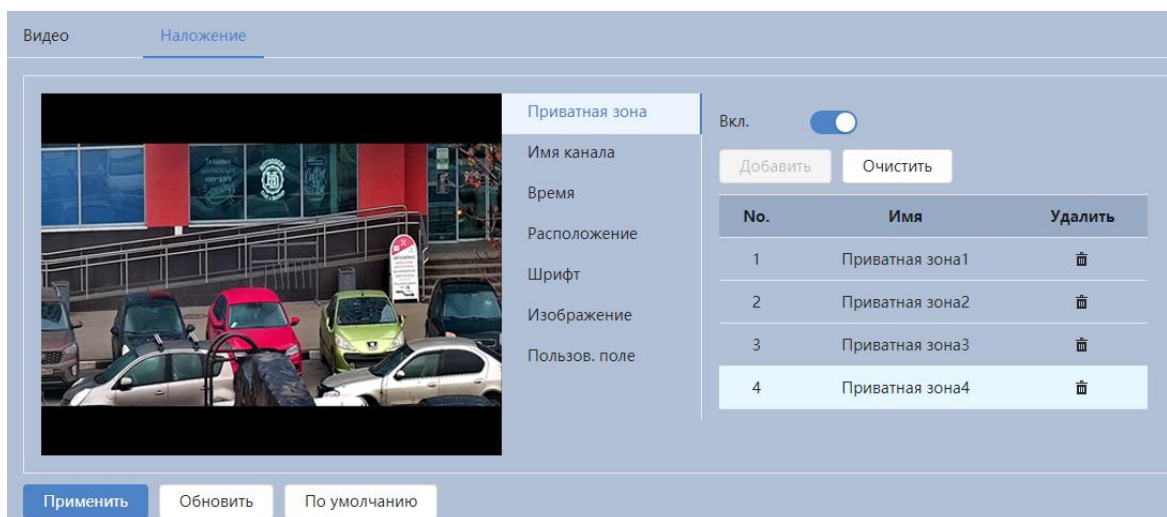 Видео Наложение
Приватная зона
Имя канала
Время
Расположение
Шрифт
Изображение
Пользов. поле
Вкл.
Добавить Очистить
No. Имя Удалить
1 Приватная зона1
2 Приватная зона2
3 Приватная зона3
4 Приватная зона4
Применить Обновить По умолчанию